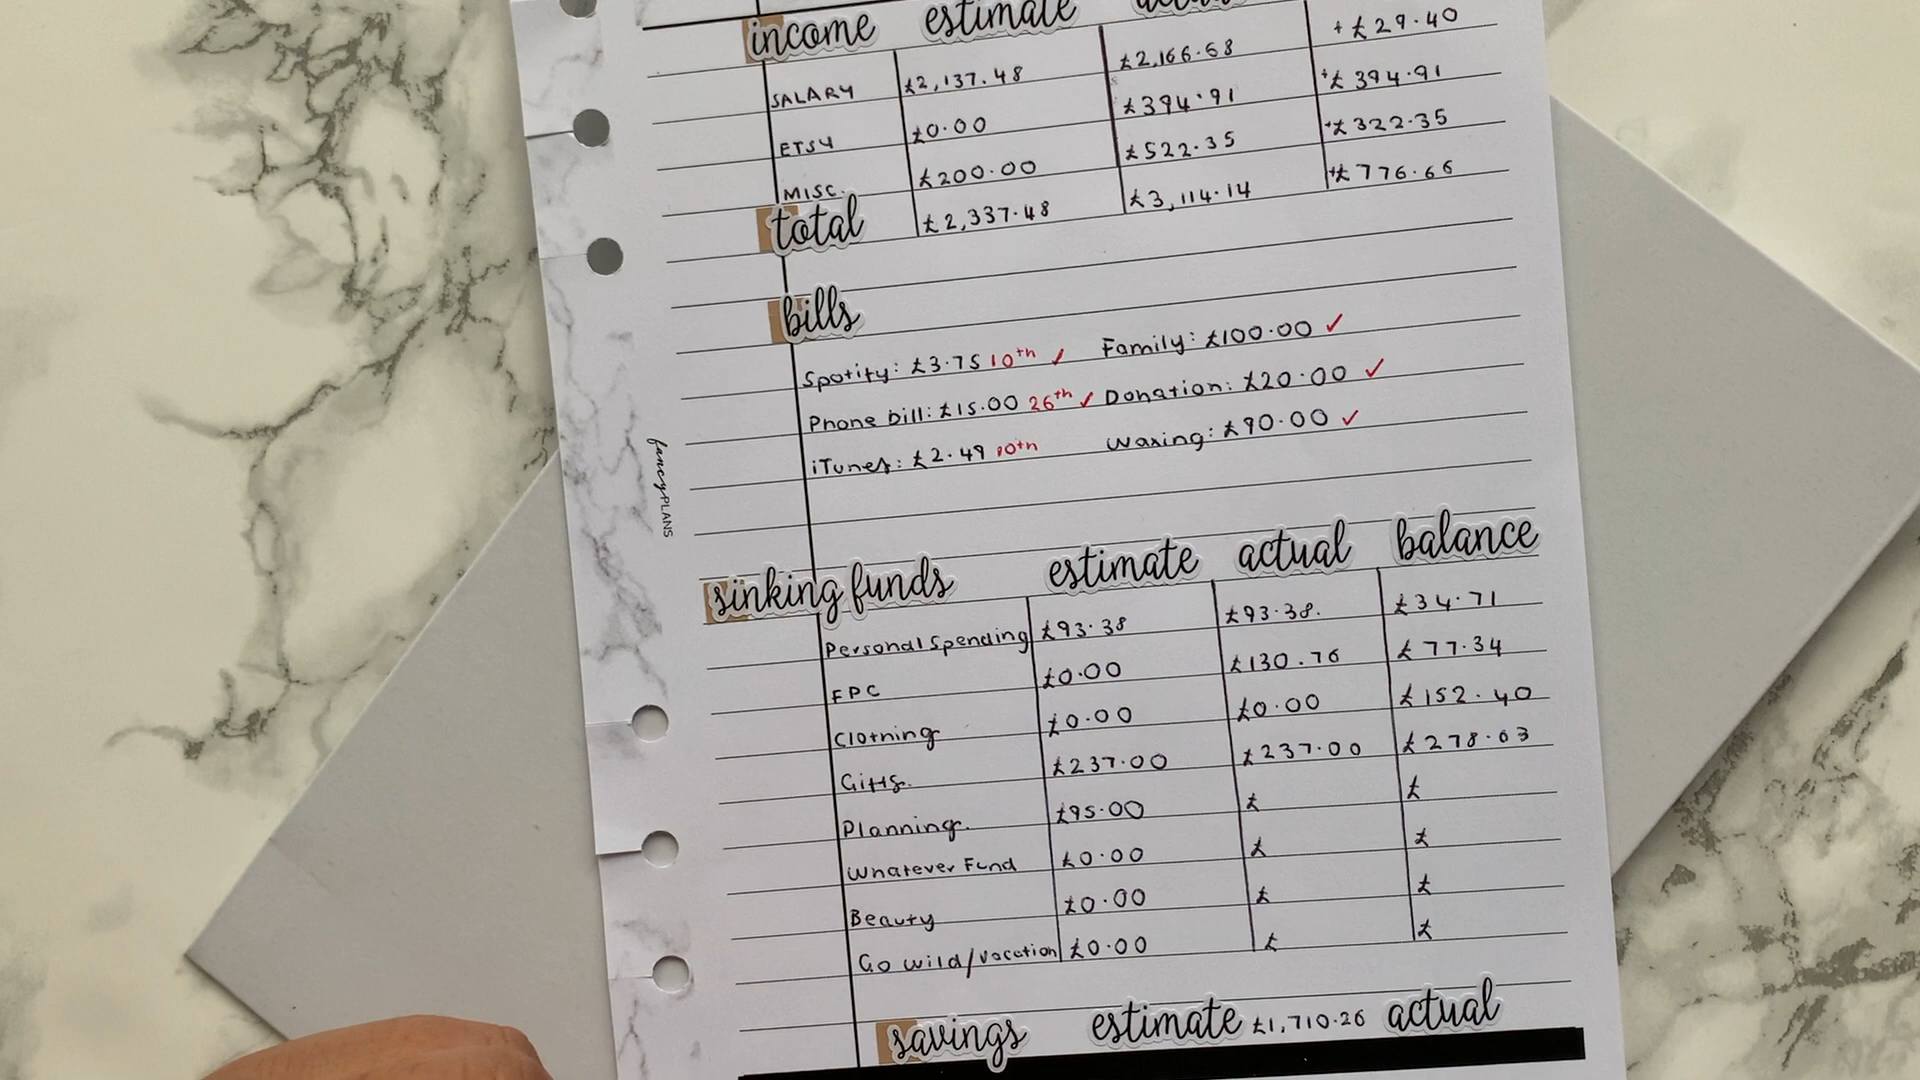 income estimate
SALARY £2,137.48 £2,166.68 +£29.40
ETSY £0.00 £394.91 +£394.91
MISC. £200.00 £522.35 +£322.35
total £2,337.48 £3,114.14 +£776.66
bills
Spotify: £3.75 10th ✓ Family: £100.00 ✓
Phone bill: £15.00 26th ✓ Donation: £20.00 ✓
iTunes: £2.49 10th Waxing: £90.00 ✓
fancyPLANS
sinking funds estimate actual balance
Personal Spending £93.38 £93.38. £34.71
FPC £0.00 £130.76 £77.34
Clothing £0.00 £0.00 £152.40
Gifts £237.00 £237.00 £278.03
Planning £95.00 £ £
Whatever Fund £0.00 £ £
Beauty £0.00 £ £
Go wild/vacation £0.00 £ £
savings estimate £1,710.26 actual